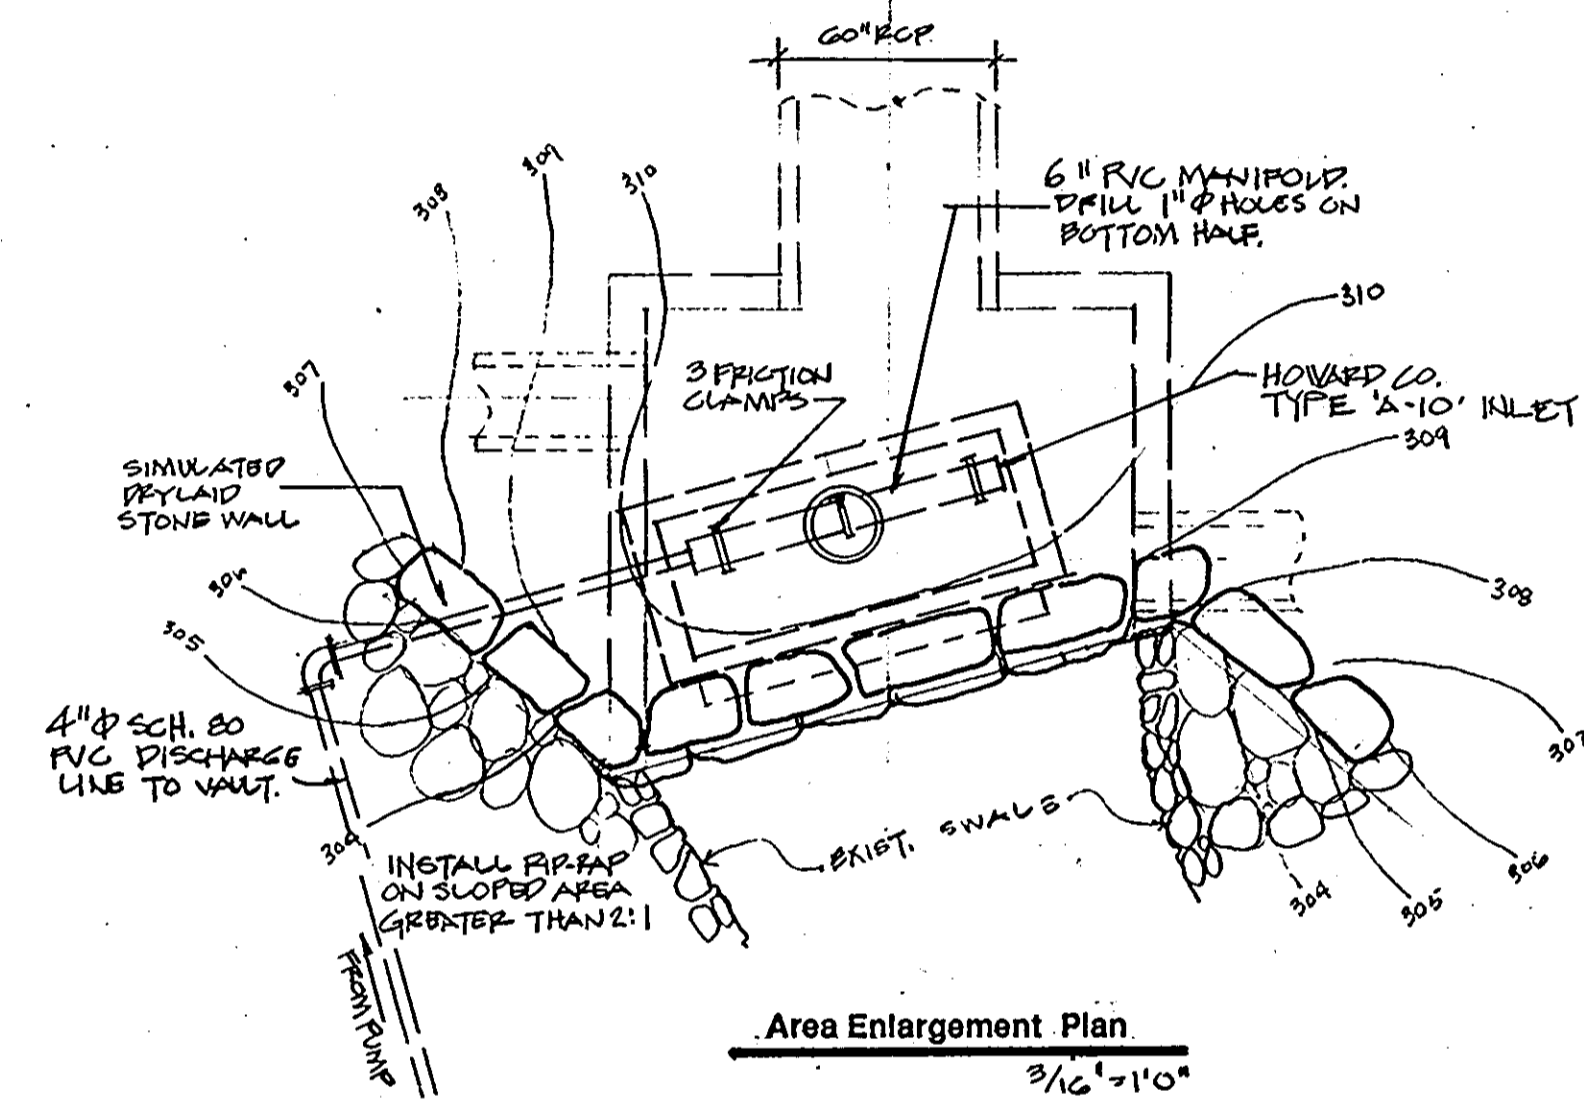 60" RCP
309
310
308
6" PVC MANIFOLD.
DRILL 1" Φ HOLES ON
BOTTOM HALF.
310
307
3 FRICTION
CLAMPS
HOWARD CO.
TYPE 'A-10' INLET
309
SIMULATED
DRYLAID
STONE WALL
306
305
308
4" Φ SCH. 80
PVC DISCHARGE
LINE TO VAULT.
307
304
EXIST. SWALE
INSTALL RIP-RAP
ON SLOPED AREA
GREATER THAN 2:1
306
304
305
FROM PUMP
Area Enlargement Plan
3/16" = 1'0"